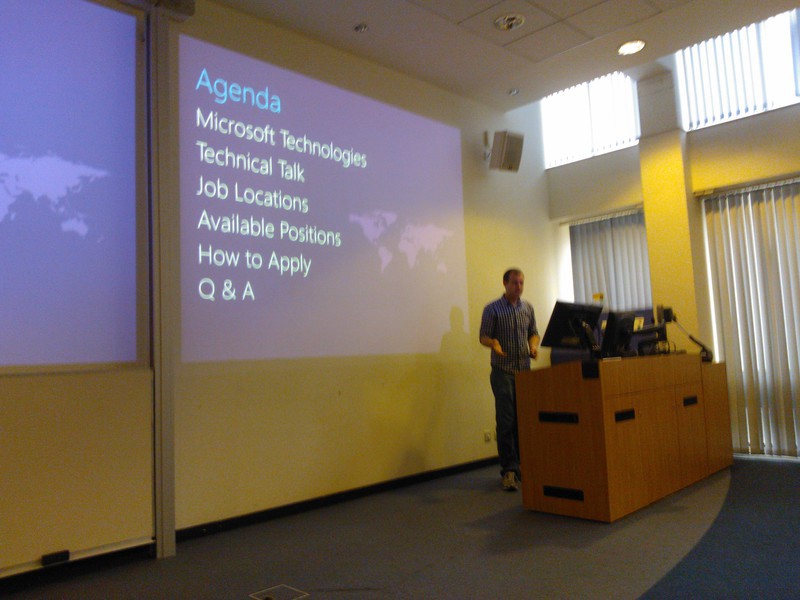 Agenda
Microsoft Technologies
Technical Talk
Job Locations
Available Positions
How to Apply
Q & A